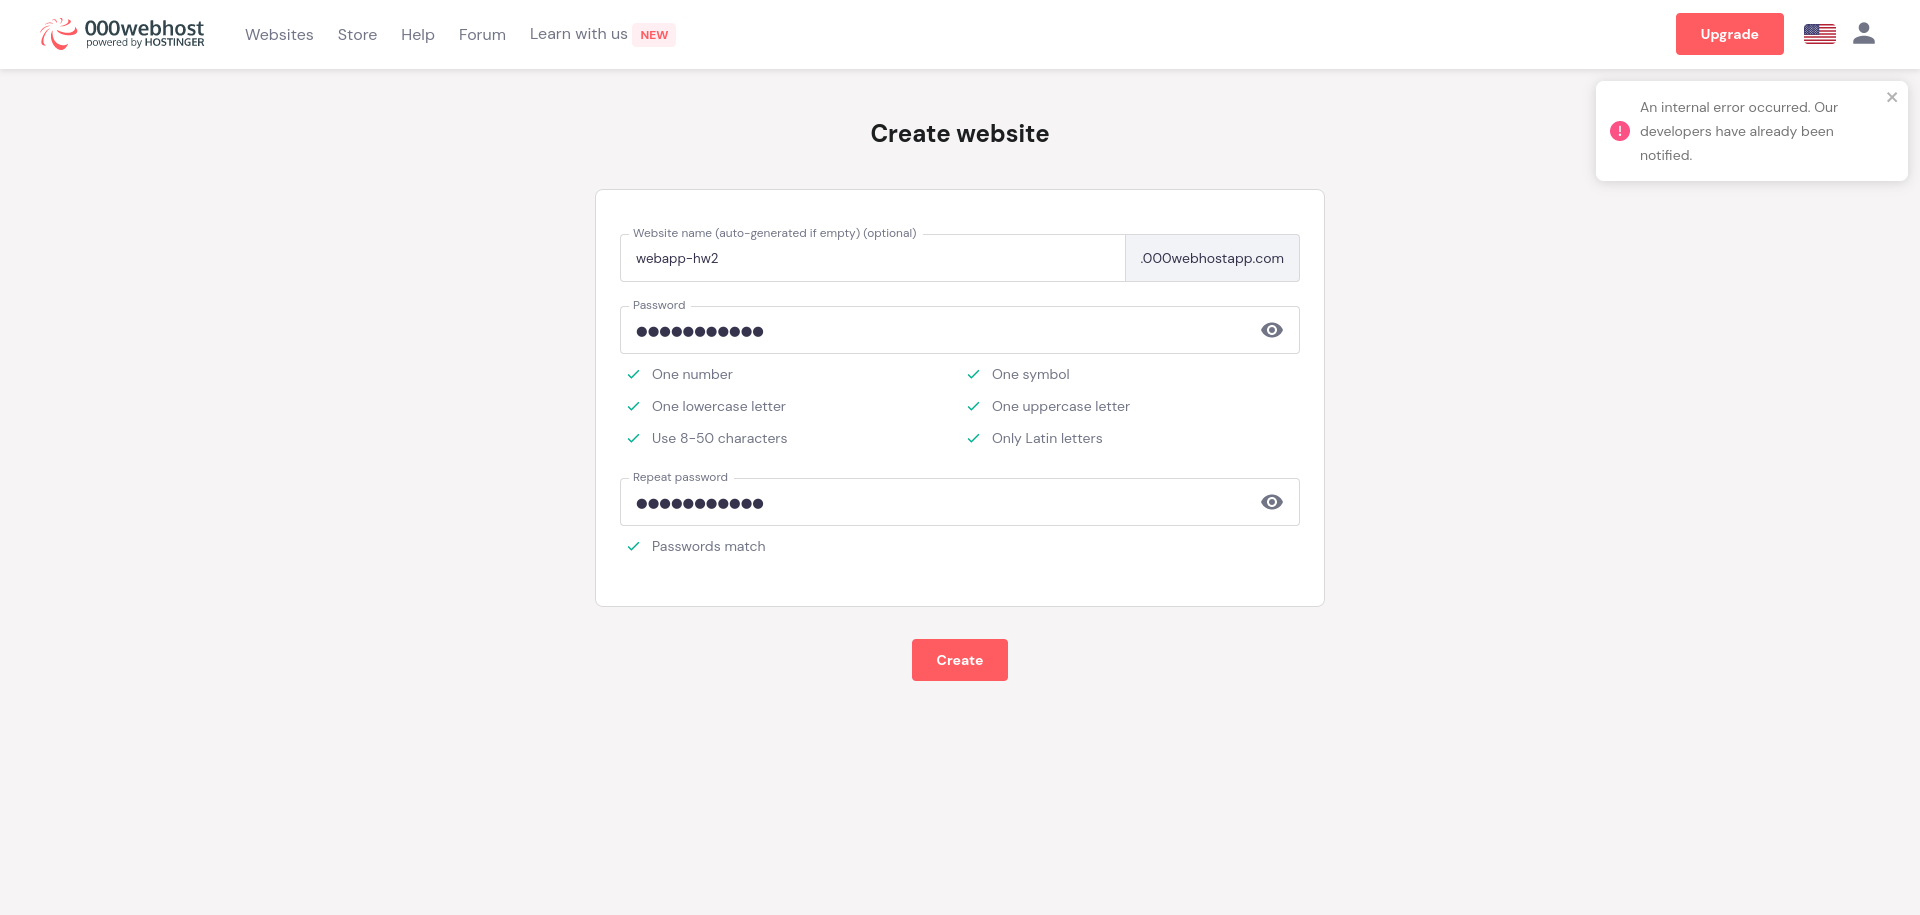 000webhost
powered by HOSTINGER
Websites
Store
Help
Forum
Learn with us NEW
Upgrade
An internal error occurred. Our
developers have already been
notified.
Create website
Website name (auto-generated if empty) (optional)
webapp-hw2
.000webhostapp.com
Password
●●●●●●●●●●●
One number
One symbol
One lowercase letter
One uppercase letter
Use 8-50 characters
Only Latin letters
Repeat password
●●●●●●●●●●●
Passwords match
Create